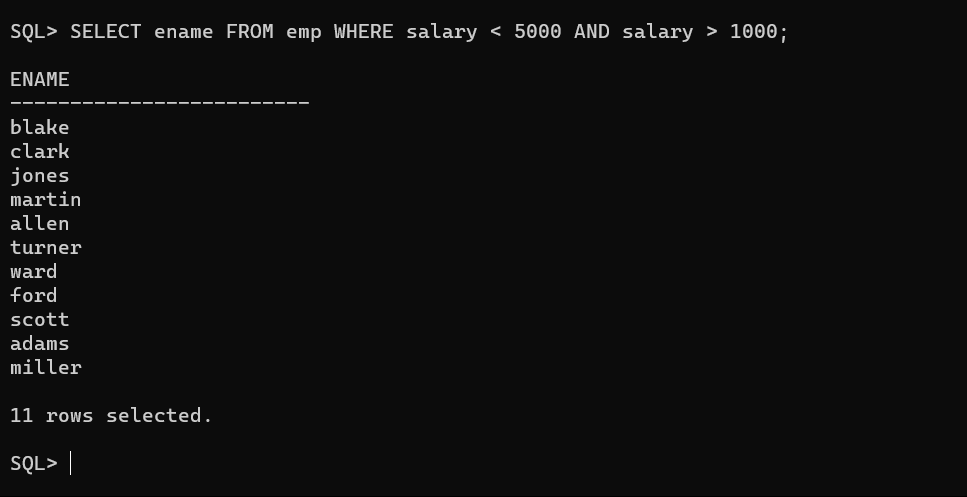 SQL> SELECT ename FROM emp WHERE salary < 5000 AND salary > 1000;
ENAME
-------------------------
blake
clark
jones
martin
allen
turner
ward
ford
scott
adams
miller
11 rows selected.
SQL>